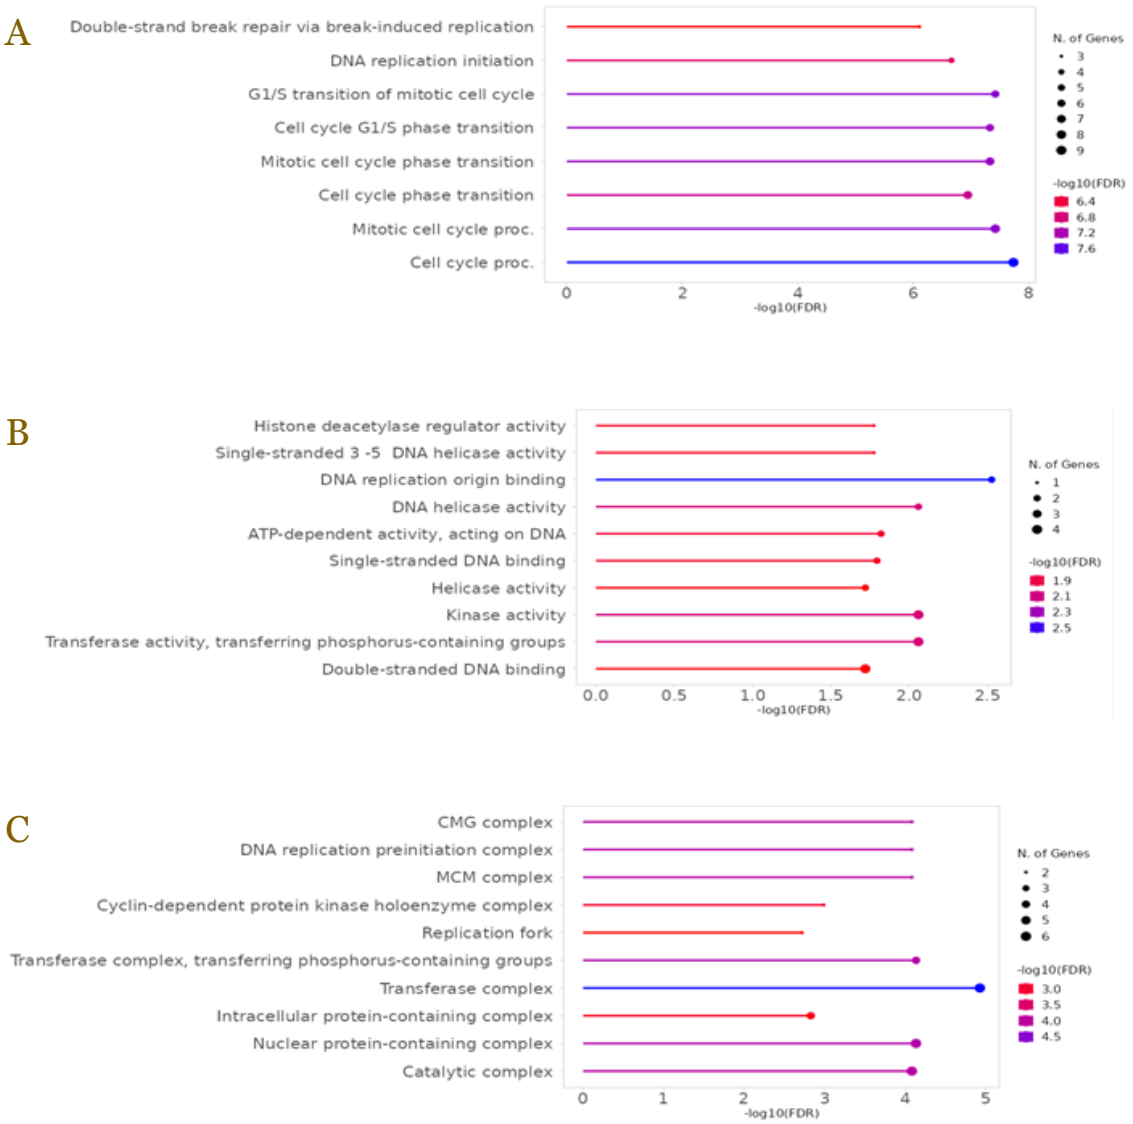 A
Double-strand break repair via break-induced replication
DNA replication initiation
G1/S transition of mitotic cell cycle
Cell cycle G1/S phase transition
Mitotic cell cycle phase transition
Cell cycle phase transition
Mitotic cell cycle proc.
Cell cycle proc.
0 2 4 6 8
-log10(FDR)
N. of Genes
3
4
5
6
7
8
9
-log10(FDR)
6.4
6.8
7.2
7.6
B
Histone deacetylase regulator activity
Single-stranded 3 -5  DNA helicase activity
DNA replication origin binding
DNA helicase activity
ATP-dependent activity, acting on DNA
Single-stranded DNA binding
Helicase activity
Kinase activity
Transferase activity, transferring phosphorus-containing groups
Double-stranded DNA binding
0.0 0.5 1.0 1.5 2.0 2.5
-log10(FDR)
N. of Genes
1
2
3
4
-log10(FDR)
1.9
2.1
2.3
2.5
C
CMG complex
DNA replication preinitiation complex
MCM complex
Cyclin-dependent protein kinase holoenzyme complex
Replication fork
Transferase complex, transferring phosphorus-containing groups
Transferase complex
Intracellular protein-containing complex
Nuclear protein-containing complex
Catalytic complex
0 1 2 3 4 5
-log10(FDR)
N. of Genes
2
3
4
5
6
-log10(FDR)
3.0
3.5
4.0
4.5